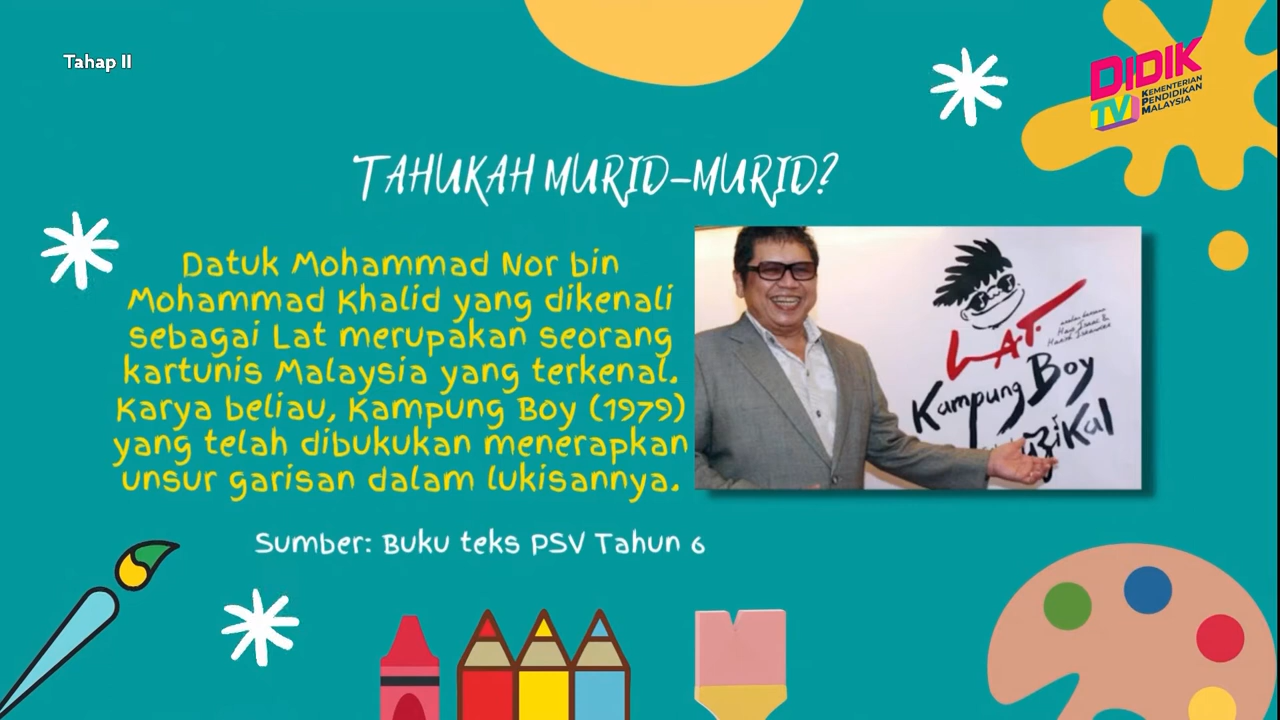 Tahap II
DIDIK
TV
KEMENTERIAN
PENDIDIKAN
MALAYSIA
TAHUKAH MURID-MURID?
Datuk Mohammad Nor bin
Mohammad Khalid yang dikenali
sebagai Lat merupakan seorang
kartunis Malaysia yang terkenal.
Karya beliau, Kampung Boy (1979)
yang telah dibukukan menerapkan
unsur garisan dalam lukisannya.
LAT
Kampung Boy
Sumber: Buku teks PSV Tahun 6